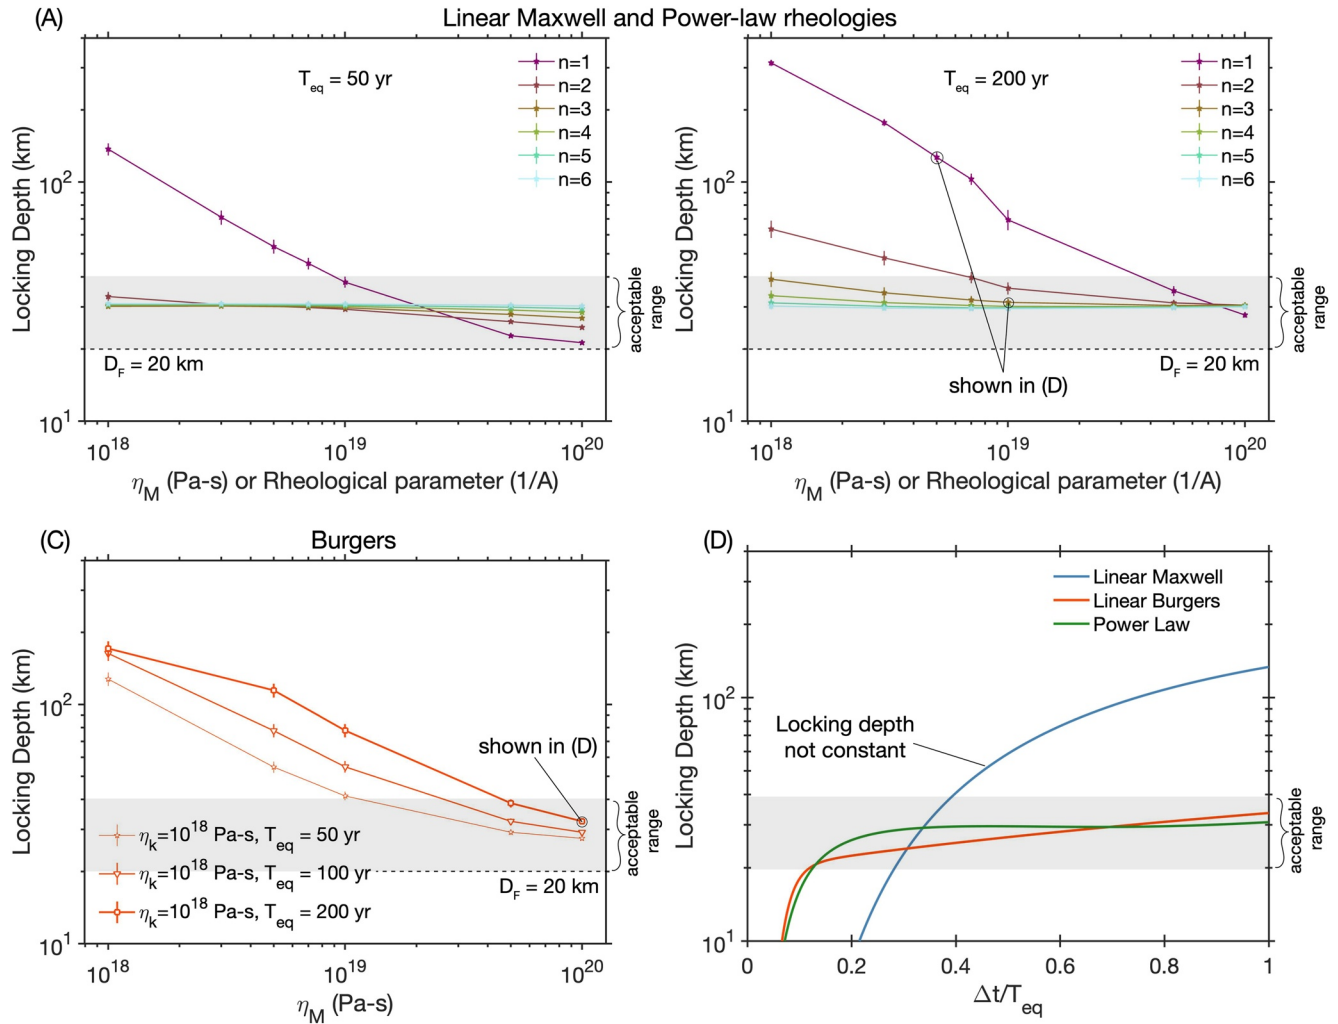 (A) Linear Maxwell and Power-law rheologies
T_eq = 50 yr
n=1
n=2
n=3
n=4
n=5
n=6
10^2
10^1
Locking Depth (km)
acceptable
range
D_F = 20 km
10^18 10^19 10^20
η_M (Pa-s) or Rheological parameter (1/A)
T_eq = 200 yr
n=1
n=2
n=3
n=4
n=5
n=6
10^2
10^1
Locking Depth (km)
acceptable
range
D_F = 20 km
shown in (D)
10^18 10^19 10^20
η_M (Pa-s) or Rheological parameter (1/A)
(C) Burgers
10^2
10^1
Locking Depth (km)
shown in (D)
acceptable
range
η_k=10^18 Pa-s, T_eq = 50 yr
η_k=10^18 Pa-s, T_eq = 100 yr
η_k=10^18 Pa-s, T_eq = 200 yr
D_F = 20 km
10^18 10^19 10^20
η_M (Pa-s)
(D)
Linear Maxwell
Linear Burgers
Power Law
10^2
10^1
Locking Depth (km)
Locking depth
not constant
acceptable
range
0 0.2 0.4 0.6 0.8 1
Δt/T_eq